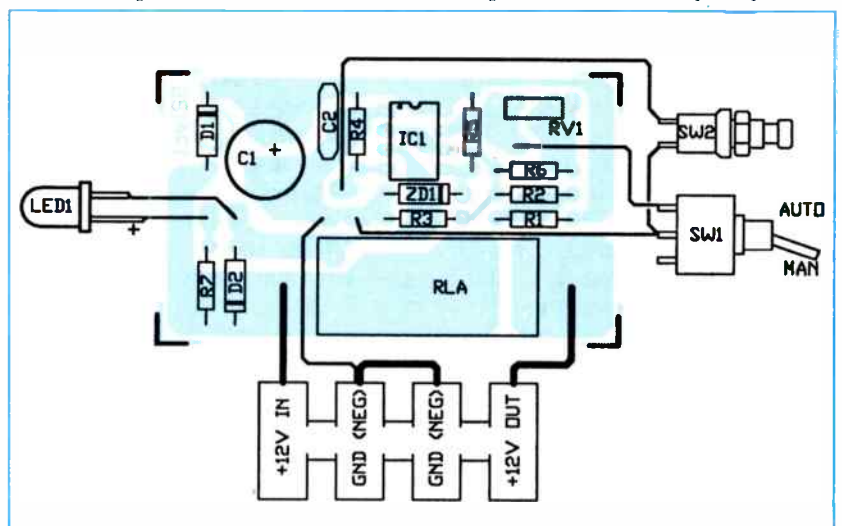 D1
C1
+
C2
R4
IC1
RV1
SW2
R6
ZD1
R2
R3
R1
LED1
+
SW1
AUTO
MAN
R7
D2
RLA
+12V IN
GND (NEG)
GND (NEG)
+12V OUT